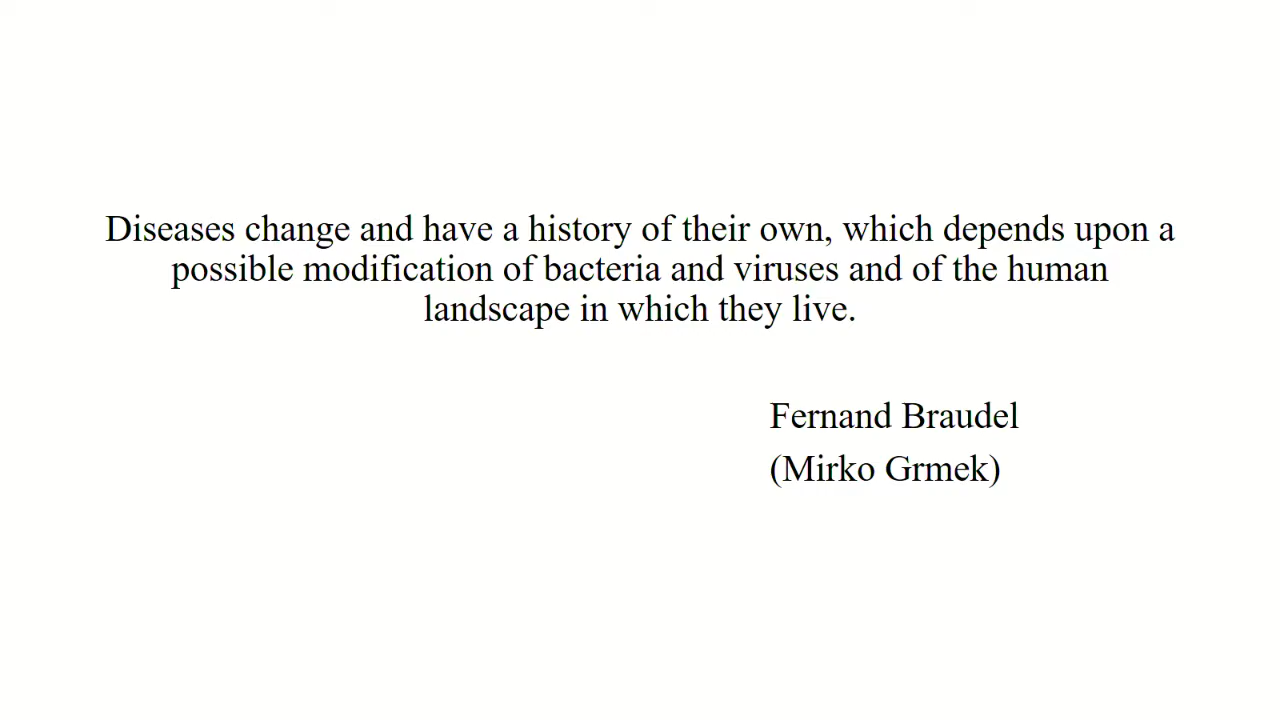 Diseases change and have a history of their own, which depends upon a
possible modification of bacteria and viruses and of the human
landscape in which they live.
Fernand Braudel
(Mirko Grmek)